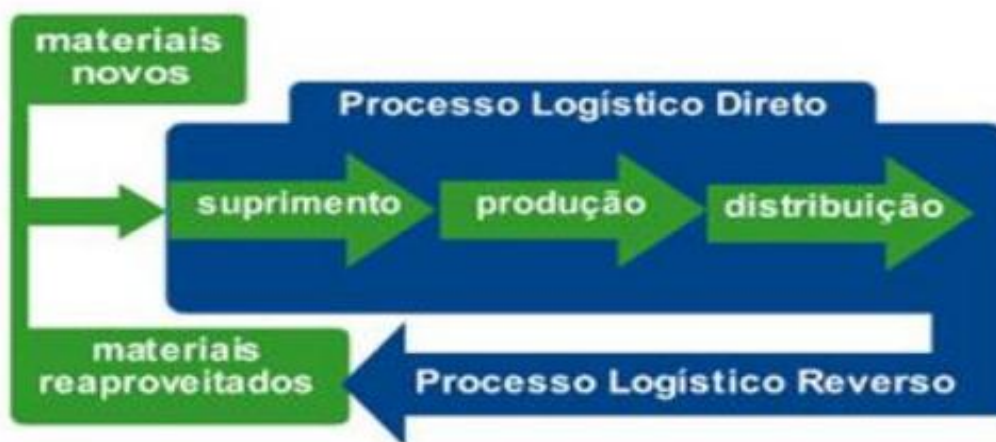 materiais
novos
Processo Logístico Direto
suprimento
produção
distribuição
materiais
reaproveitados
Processo Logístico Reverso